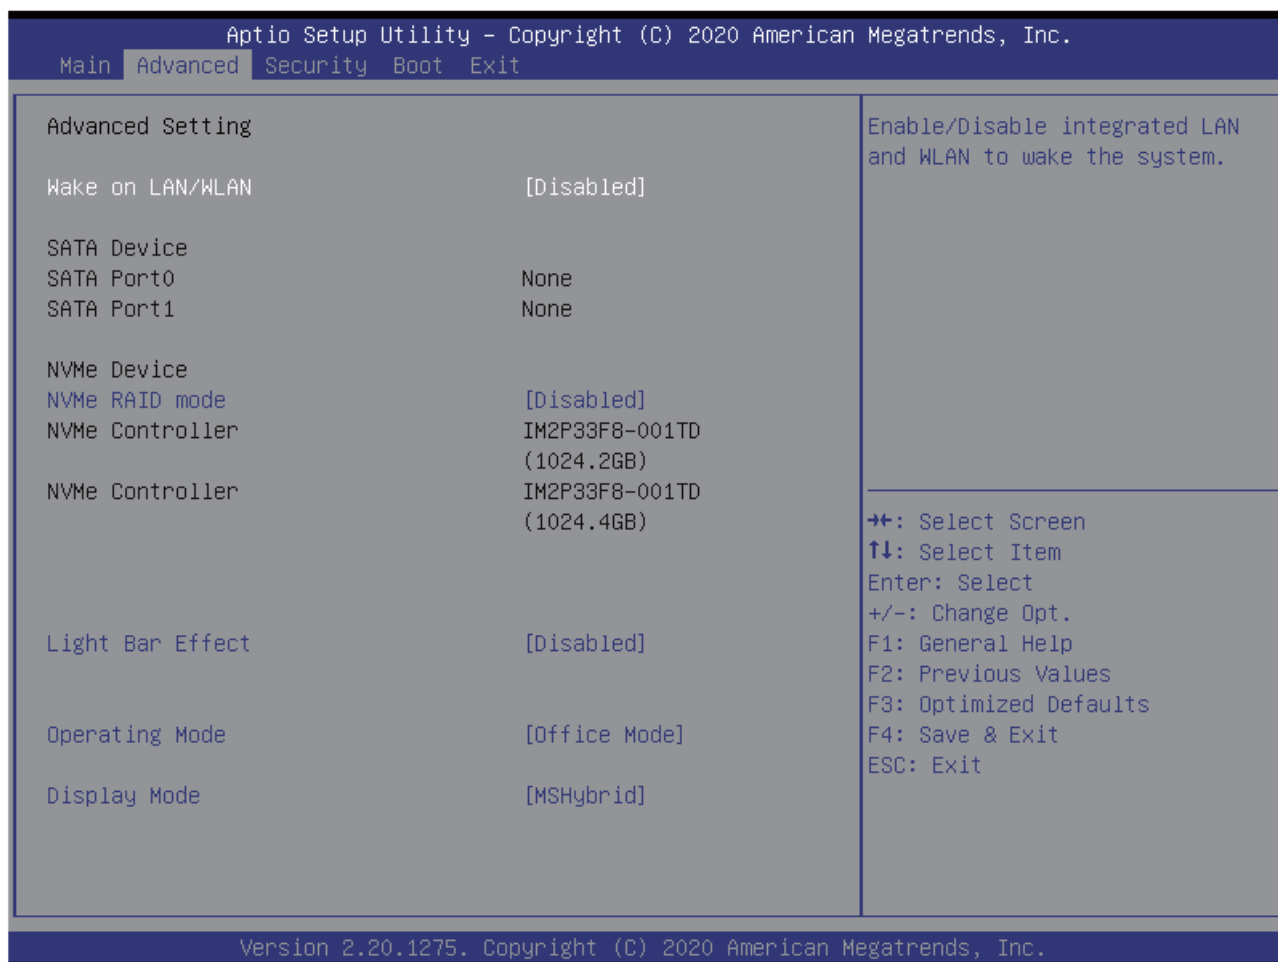 Aptio Setup Utility – Copyright (C) 2020 American Megatrends, Inc.
Main Advanced Security Boot Exit
Advanced Setting
Wake on LAN/WLAN [Disabled]
SATA Device
SATA Port0 None
SATA Port1 None
NVMe Device
NVMe RAID mode [Disabled]
NVMe Controller IM2P33F8-001TD
(1024.2GB)
NVMe Controller IM2P33F8-001TD
(1024.4GB)
Light Bar Effect [Disabled]
Operating Mode [Office Mode]
Display Mode [MSHybrid]
Enable/Disable integrated LAN
and WLAN to wake the system.
→←: Select Screen
↑↓: Select Item
Enter: Select
+/-: Change Opt.
F1: General Help
F2: Previous Values
F3: Optimized Defaults
F4: Save & Exit
ESC: Exit
Version 2.20.1275. Copyright (C) 2020 American Megatrends, Inc.